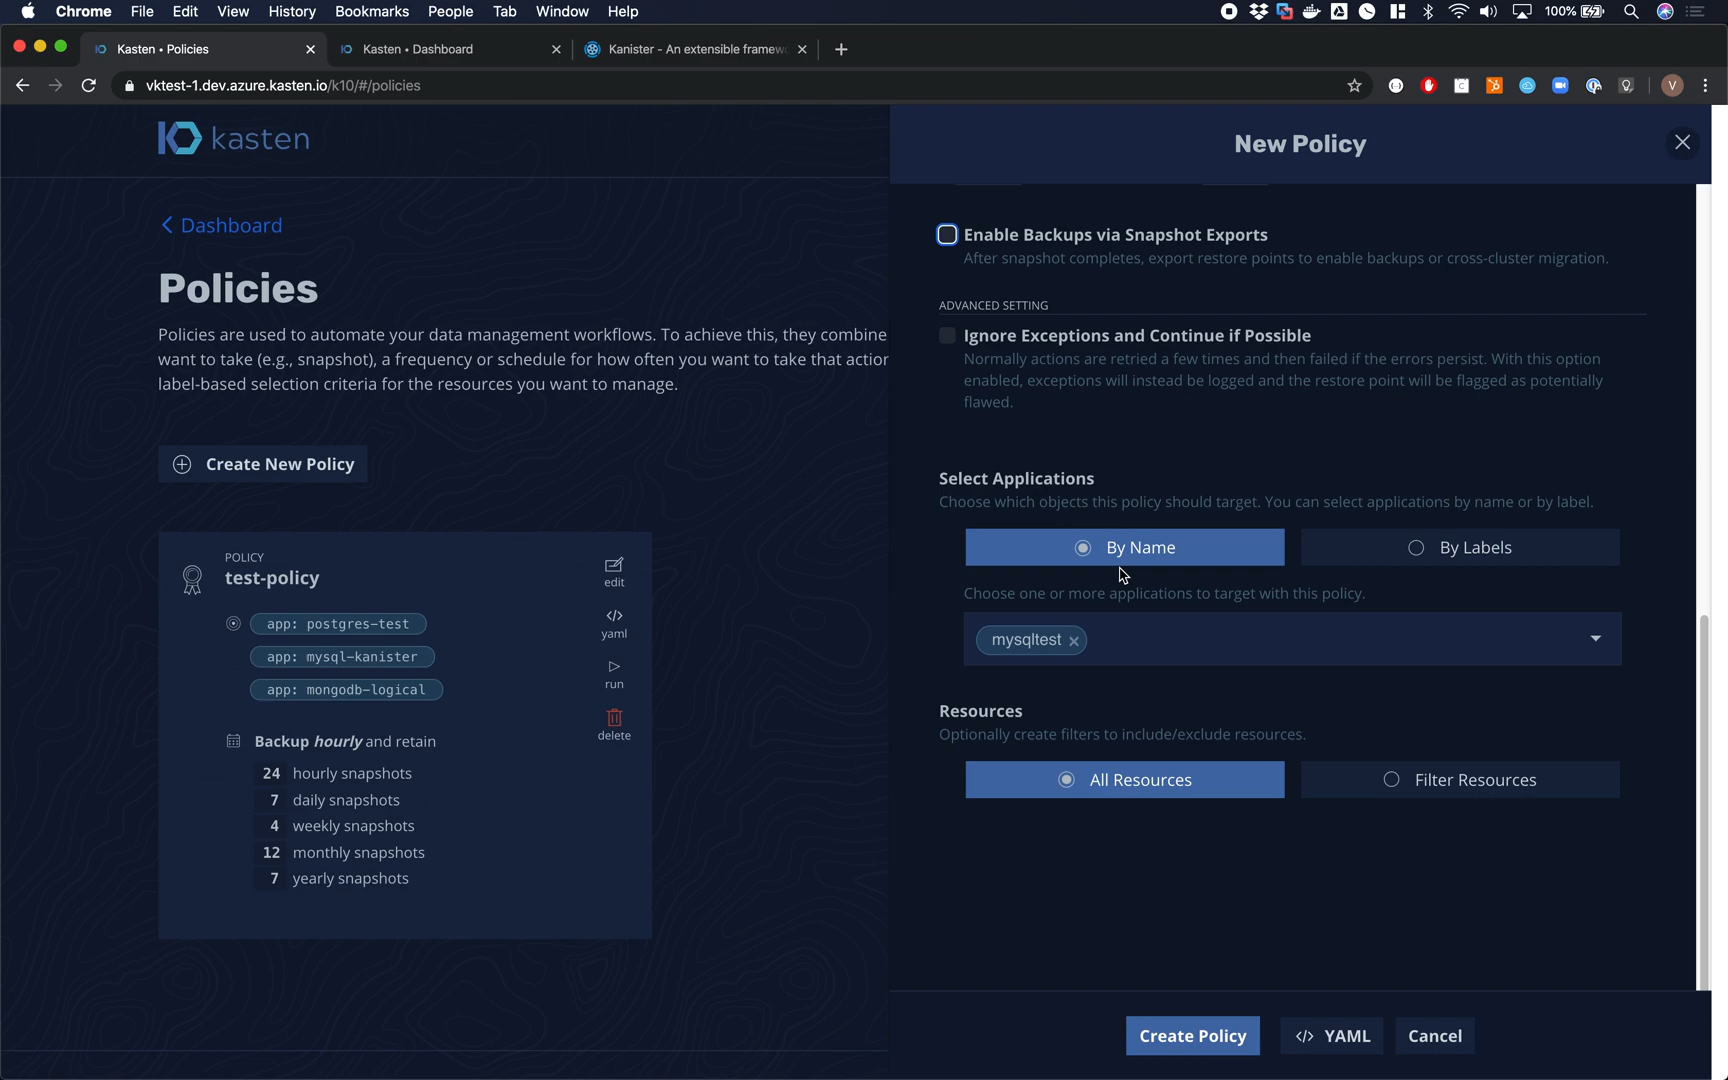 Chrome File Edit View History Bookmarks People Tab Window Help 100%
Kasten • Policies
Kasten • Dashboard
Kanister - An extensible framew
vktest-1.dev.azure.kasten.io/k10/#/policies
V
kasten
Dashboard
Policies
Policies are used to automate your data management workflows. To achieve this, they combine
want to take (e.g., snapshot), a frequency or schedule for how often you want to take that action
label-based selection criteria for the resources you want to manage.
Create New Policy
POLICY
test-policy
app: postgres-test
app: mysql-kanister
app: mongodb-logical
edit
yaml
run
delete
Backup hourly and retain
24 hourly snapshots
7 daily snapshots
4 weekly snapshots
12 monthly snapshots
7 yearly snapshots
New Policy
Enable Backups via Snapshot Exports
After snapshot completes, export restore points to enable backups or cross-cluster migration.
ADVANCED SETTING
Ignore Exceptions and Continue if Possible
Normally actions are retried a few times and then failed if the errors persist. With this option
enabled, exceptions will instead be logged and the restore point will be flagged as potentially
flawed.
Select Applications
Choose which objects this policy should target. You can select applications by name or by label.
By Name
By Labels
Choose one or more applications to target with this policy.
mysqltest
Resources
Optionally create filters to include/exclude resources.
All Resources
Filter Resources
Create Policy
</> YAML
Cancel